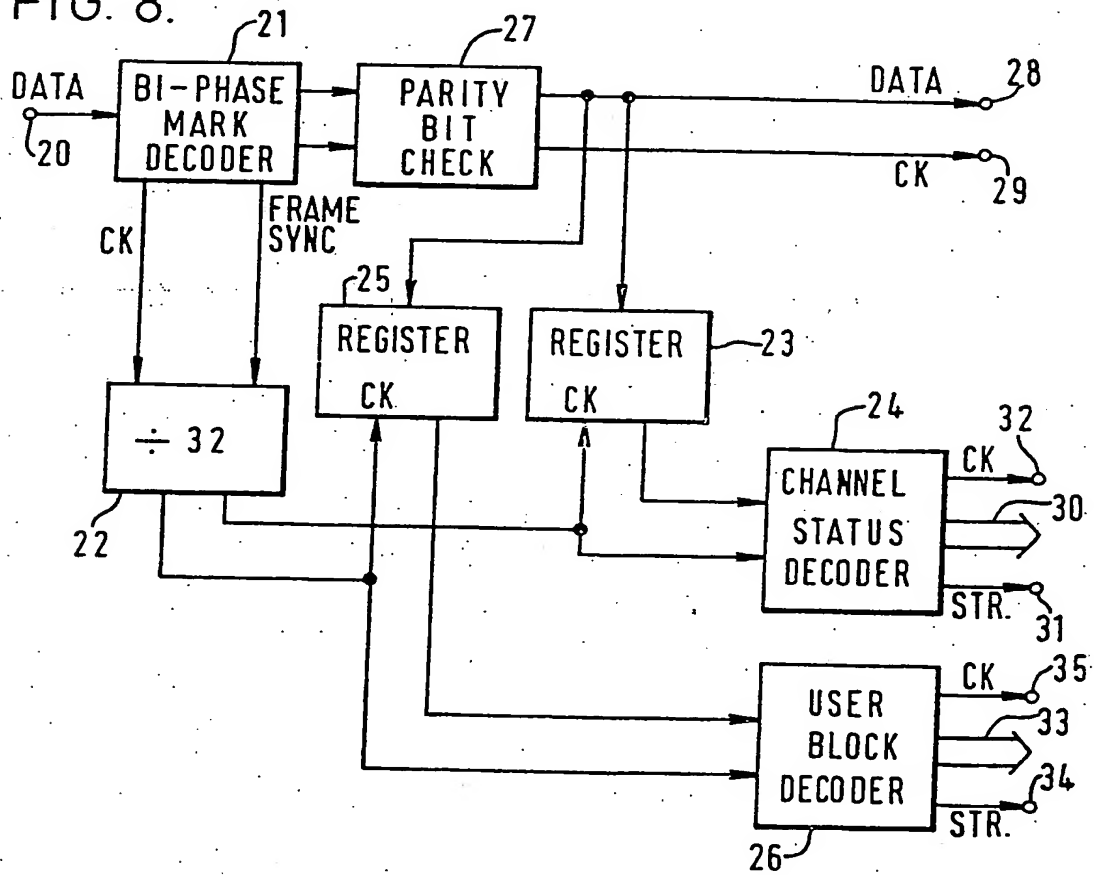 FIG. 8.
21
27
DATA
BI-PHASE
MARK
DECODER
PARITY
BIT
CHECK
DATA
28
20
CK
29
CK
FRAME
SYNC
25
REGISTER
CK
REGISTER
CK
23
÷ 32
22
24
CHANNEL
STATUS
DECODER
CK
32
30
STR.
31
USER
BLOCK
DECODER
CK
35
33
34
STR.
26